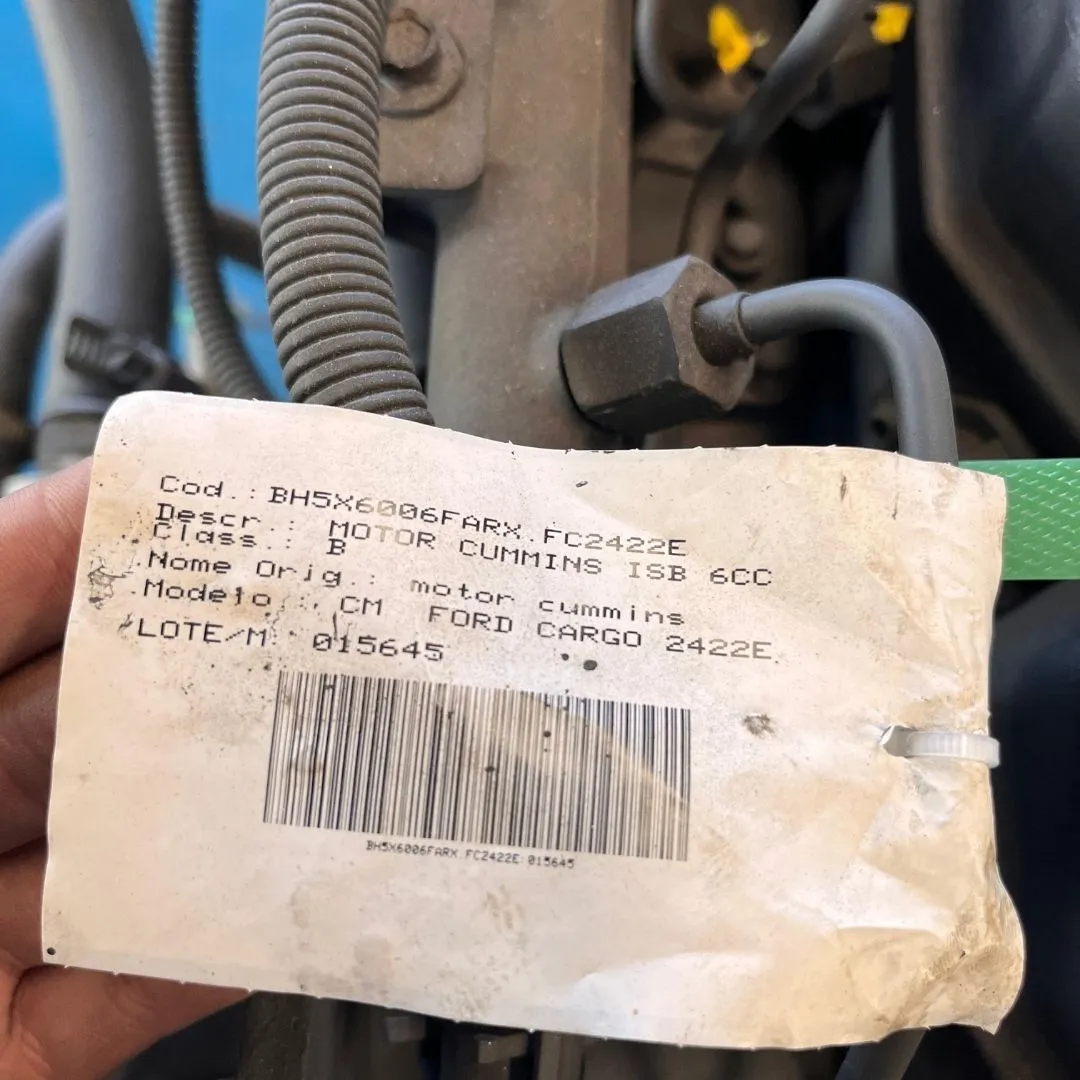 Cod.: BH5X6006FARX.FC2422E
Descr.: MOTOR CUMMINS ISB 6CC
Class.: B
Nome Orig.: motor cummins
Modelo : CM FORD CARGO 2422E
LOTE/M: 015645
BH5X6006FARX.FC2422E:015645